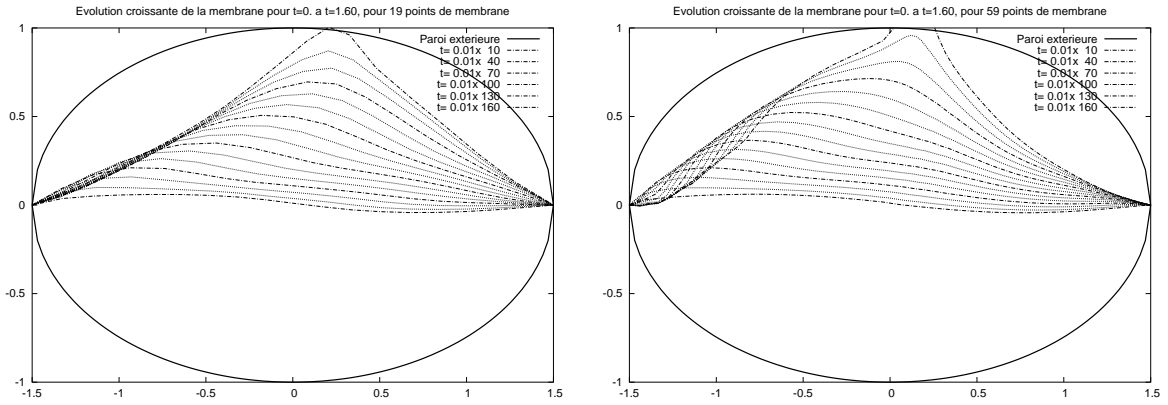 Evolution croissante de la membrane pour t=0. a t=1.60, pour 19 points de membrane
1
0.5
0
-0.5
-1
-1.5
-1
-0.5
0
0.5
1
1.5
Paroi exterieure
t= 0.01x 10
t= 0.01x 40
t= 0.01x 70
t= 0.01x 100
t= 0.01x 130
t= 0.01x 160
Evolution croissante de la membrane pour t=0. a t=1.60, pour 59 points de membrane
1
0.5
0
-0.5
-1
-1.5
-1
-0.5
0
0.5
1
1.5
Paroi exterieure
t= 0.01x 10
t= 0.01x 40
t= 0.01x 70
t= 0.01x 100
t= 0.01x 130
t= 0.01x 160